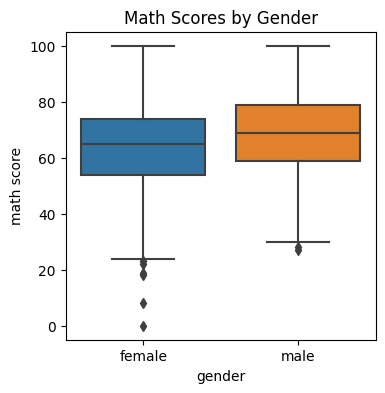 Math Scores by Gender
100
80
60
40
20
0
math score
female
male
gender